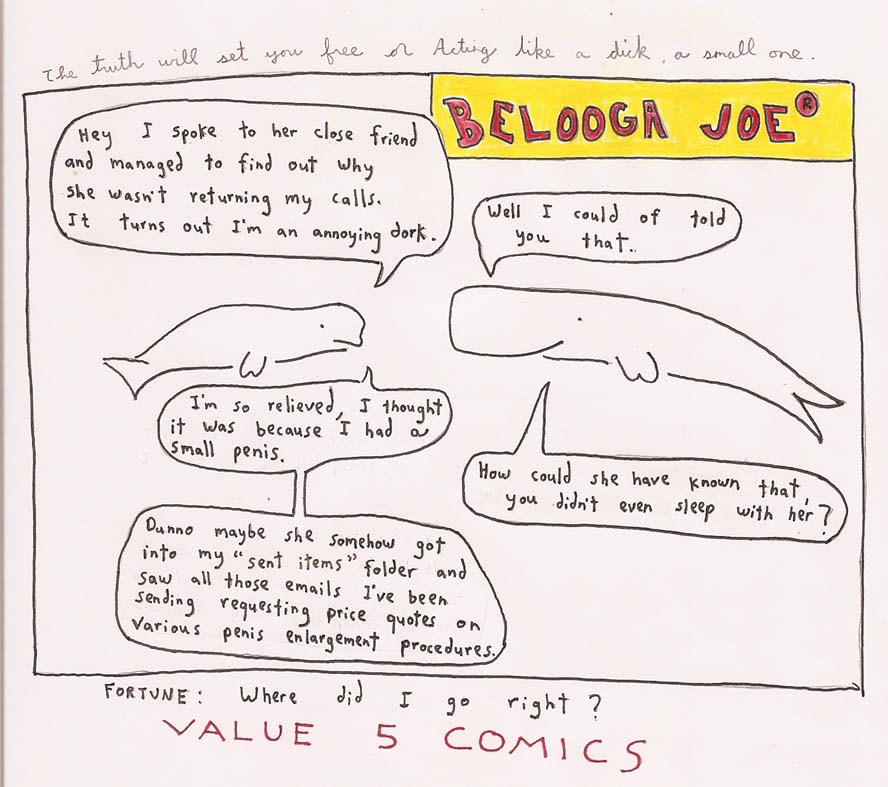 The truth will set you free or Acting like a dick, a small one.
BELOOGA JOE®
Hey I spoke to her close friend
and managed to find out why
she wasn't returning my calls.
It turns out I'm an annoying dork.
Well I could of told
you that..
I'm so relieved, I thought
it was because I had a
small penis.
How could she have known that,
you didn't even sleep with her?
Dunno maybe she somehow got
into my "sent items" folder and
saw all those emails I've been
sending requesting price quotes on
various penis enlargement procedures.
FORTUNE: Where did I go right?
VALUE 5 COMICS